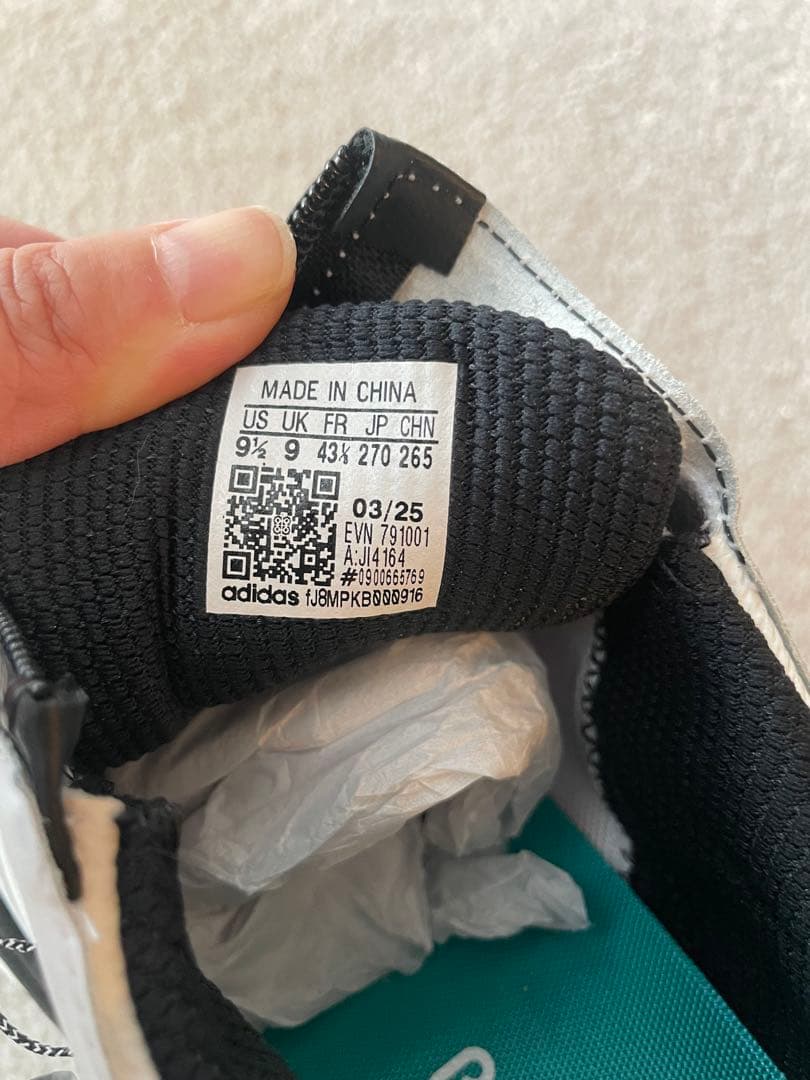 MADE IN CHINA
US UK FR JP CHN
9½ 9 43⅓ 270 265
03/25
EVN 791001
A:JI4164
#0900665769
adidas fJ8MPKB000916